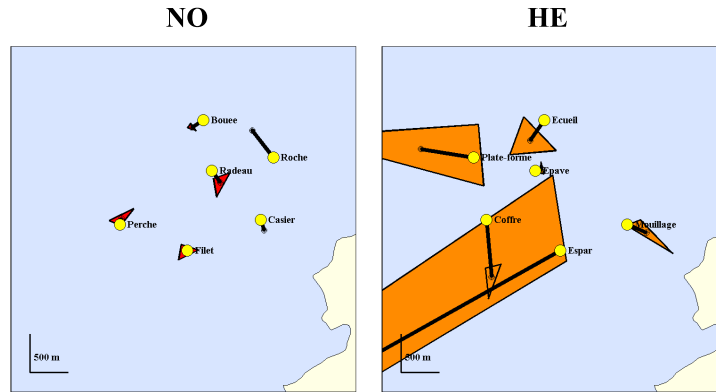 NO
HE
Bouee
Roche
Radeau
Perche
Casier
Filet
500 m
Ecueil
Plate-forme
Epave
Coffre
Mouillage
Espar
500 m